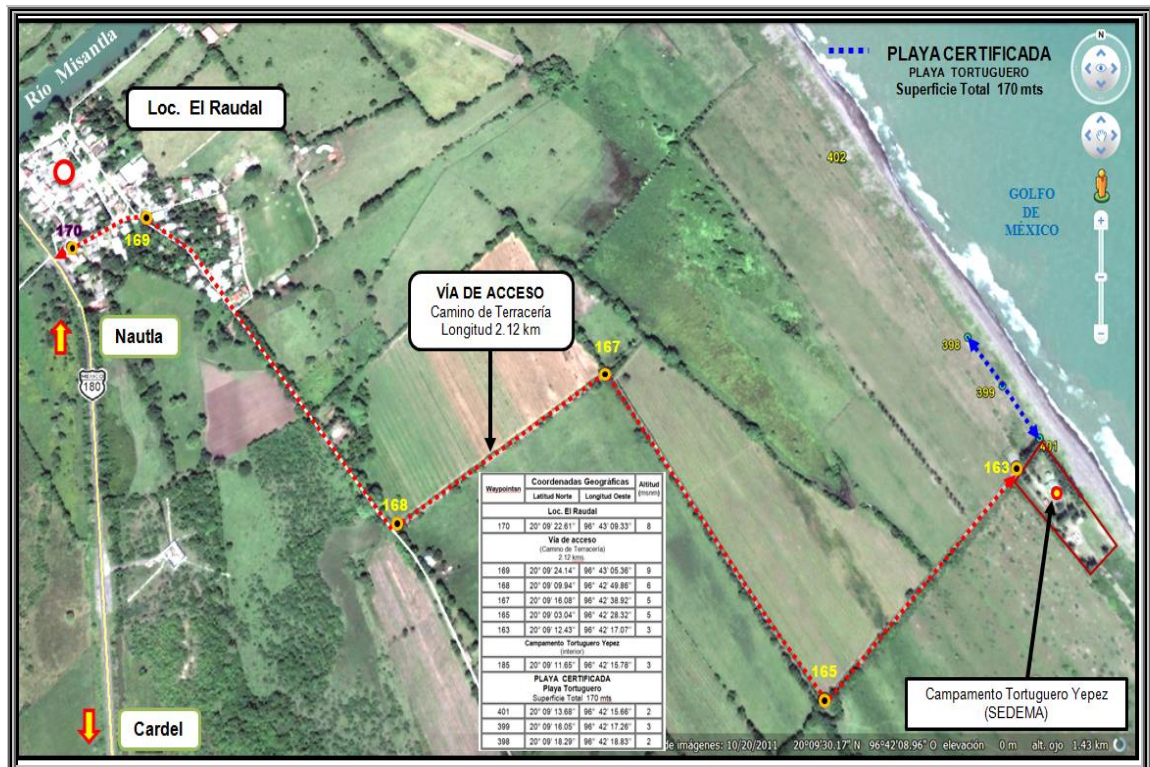 Río Misantla
Loc. El Raudal
PLAYA CERTIFICADA
PLAYA TORTUGUERO
Superficie Total 170 mts
N
402
GOLFO
DE
MÉXICO
170
169
VÍA DE ACCESO
Camino de Terracería
Longitud 2.12 km
Nautla
MEXICO
180
167
398
399
401
163
168
Waypointsn Coordenadas Geográficas Altitud
Latitud Norte Longitud Oeste (msnm)
Loc. El Raudal
170 20° 09' 22.61" 96° 43' 09.33" 8
Vía de acceso
(Camino de Terracería)
2.12 kms
169 20° 09' 24.14" 96° 43' 05.36" 9
168 20° 09' 09.94" 96° 42' 49.86" 6
167 20° 09' 16.08" 96° 42' 38.92" 5
165 20° 09' 03.04" 96° 42' 28.32" 5
163 20° 09' 12.43" 96° 42' 17.07" 3
Campamento Tortuguero Yepez
(interior)
185 20° 09' 11.65" 96° 42' 15.78" 3
PLAYA CERTIFICADA
Playa Tortuguero
Superficie Total 170 mts
401 20° 09' 13.68" 96° 42' 15.66" 2
399 20° 09' 16.05" 96° 42' 17.26" 3
398 20° 09' 18.29" 96° 42' 18.83" 2
165
Campamento Tortuguero Yepez
(SEDEMA)
Cardel
de imágenes: 10/20/2011 20°09'30.17" N 96°42'08.96" O elevación 0 m alt. ojo 1.43 km